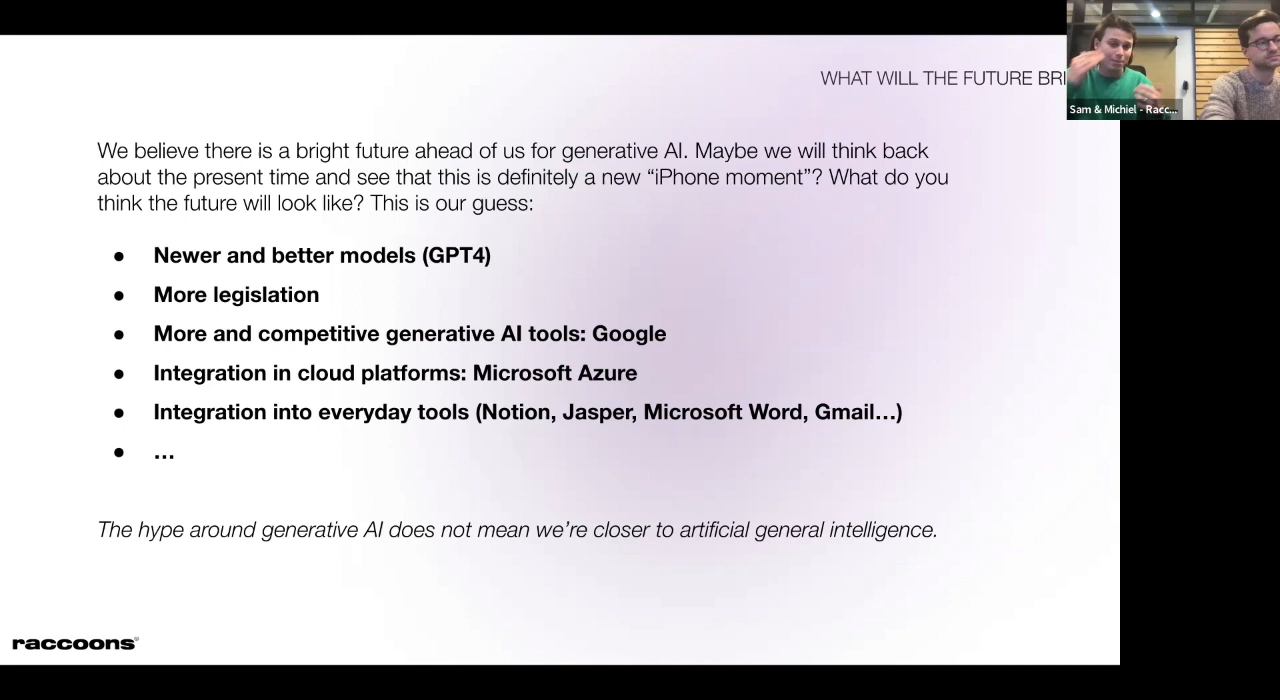 WHAT WILL THE FUTURE BRI
Sam & Michiel - Racc...
We believe there is a bright future ahead of us for generative AI. Maybe we will think back
about the present time and see that this is definitely a new “iPhone moment”? What do you
think the future will look like? This is our guess:
● Newer and better models (GPT4)
● More legislation
● More and competitive generative AI tools: Google
● Integration in cloud platforms: Microsoft Azure
● Integration into everyday tools (Notion, Jasper, Microsoft Word, Gmail…)
● …
The hype around generative AI does not mean we’re closer to artificial general intelligence.
raccoons®